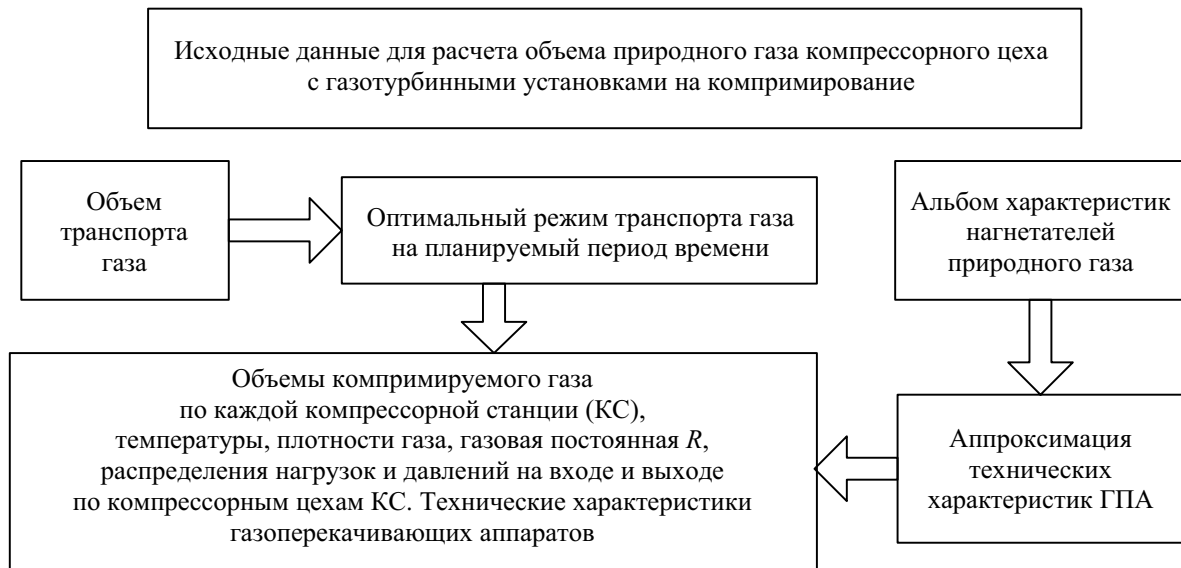 Исходные данные для расчета объема природного газа компрессорного цеха
с газотурбинными установками на компримирование
Объем
транспорта
газа
Оптимальный режим транспорта газа
на планируемый период времени
Альбом характеристик
нагнетателей
природного газа
Объемы компримируемого газа
по каждой компрессорной станции (КС),
температуры, плотности газа, газовая постоянная R,
распределения нагрузок и давлений на входе и выходе
по компрессорным цехам КС. Технические характеристики
газоперекачивающих аппаратов
Аппроксимация
технических
характеристик ГПА